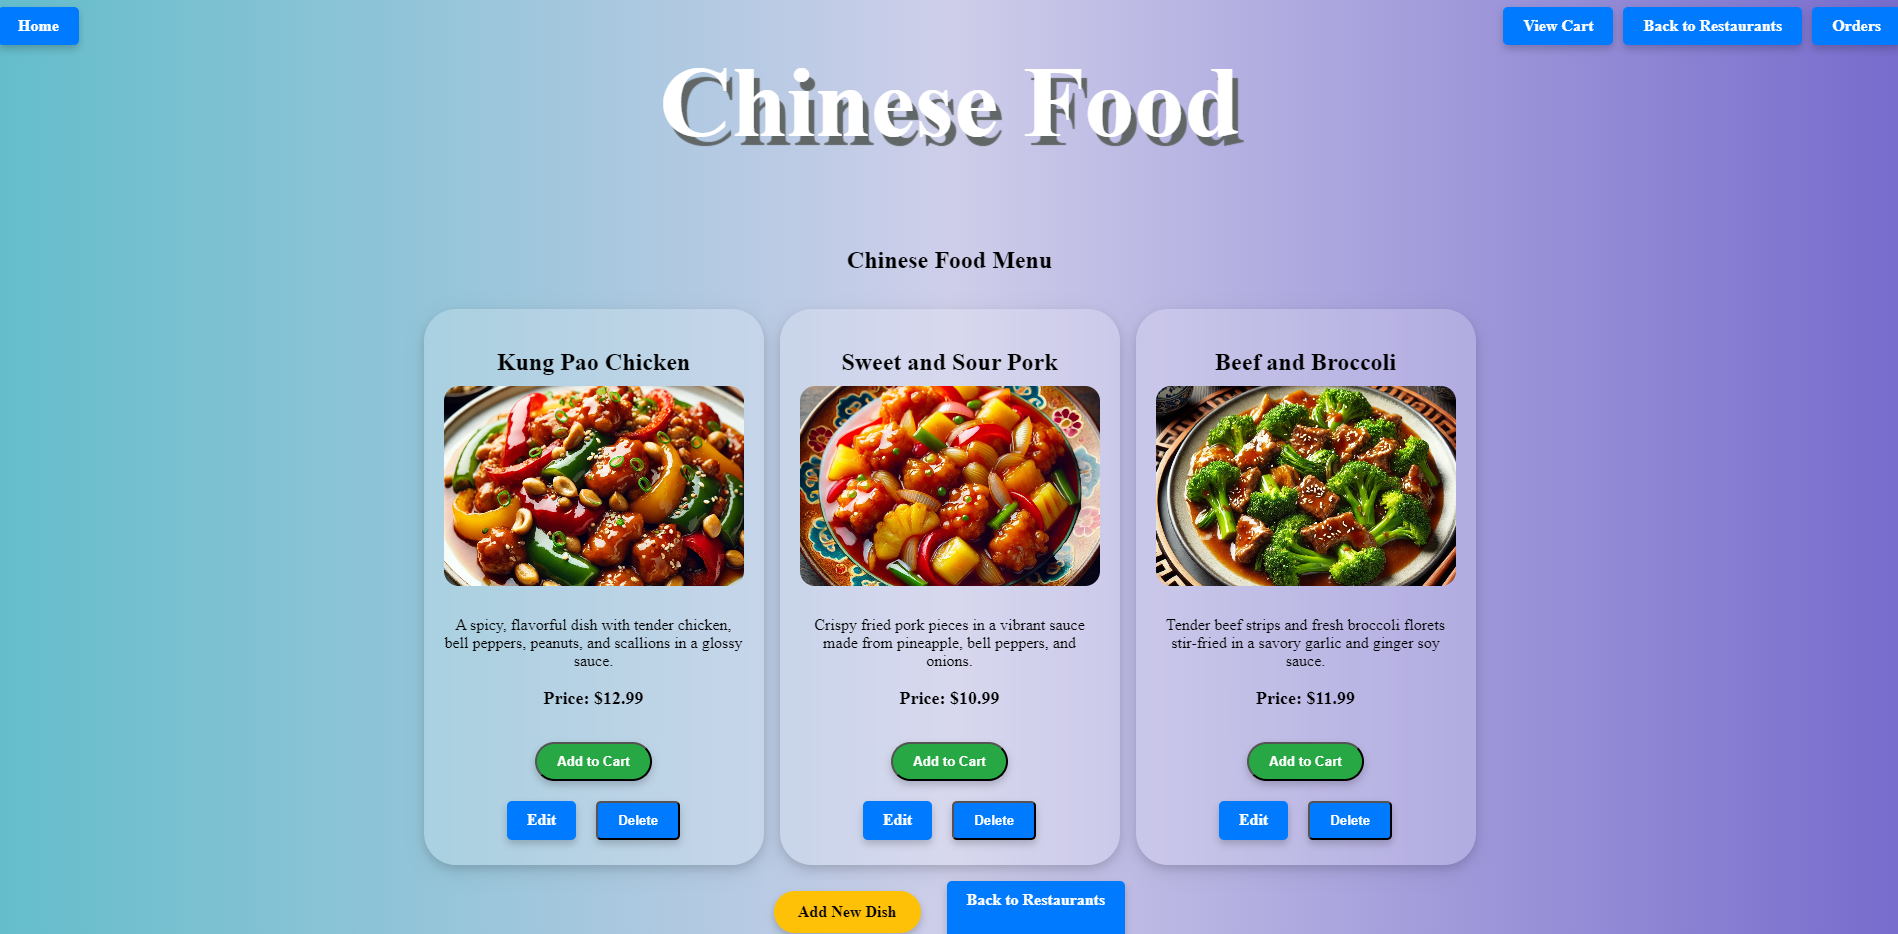 Home
View Cart
Back to Restaurants
Orders
Chinese Food
Chinese Food Menu
Kung Pao Chicken
A spicy, flavorful dish with tender chicken,
bell peppers, peanuts, and scallions in a glossy
sauce.
Price: $12.99
Add to Cart
Edit
Delete
Sweet and Sour Pork
Crispy fried pork pieces in a vibrant sauce
made from pineapple, bell peppers, and
onions.
Price: $10.99
Add to Cart
Edit
Delete
Beef and Broccoli
Tender beef strips and fresh broccoli florets
stir-fried in a savory garlic and ginger soy
sauce.
Price: $11.99
Add to Cart
Edit
Delete
Add New Dish
Back to Restaurants